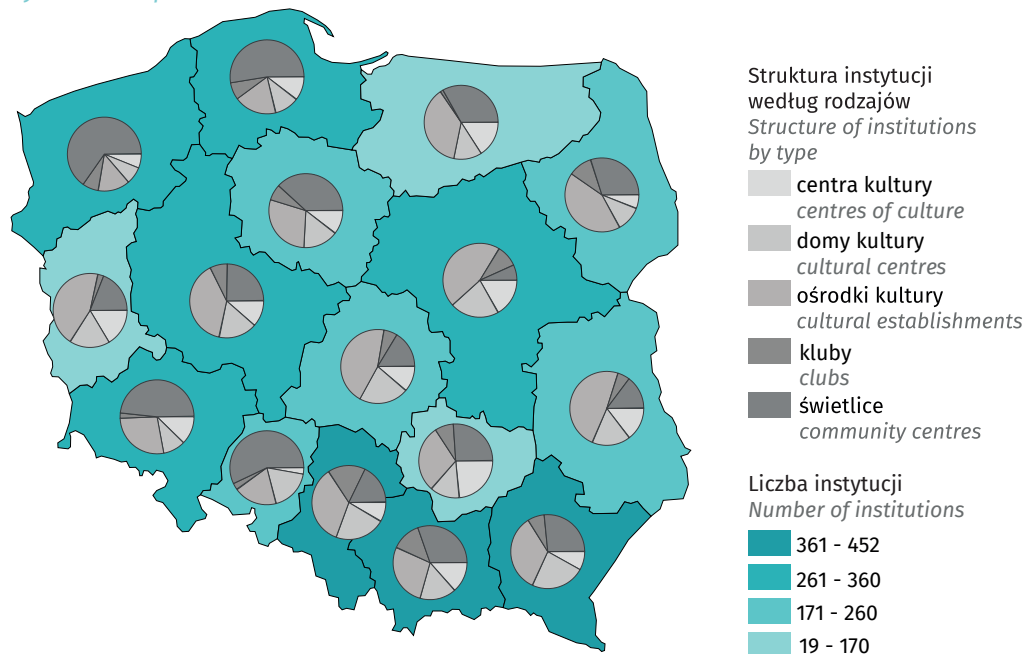 Struktura instytucji
według rodzajów
Structure of institutions
by type
centra kultury
centres of culture
domy kultury
cultural centres
ośrodki kultury
cultural establishments
kluby
clubs
świetlice
community centres
Liczba instytucji
Number of institutions
361 - 452
261 - 360
171 - 260
19 - 170